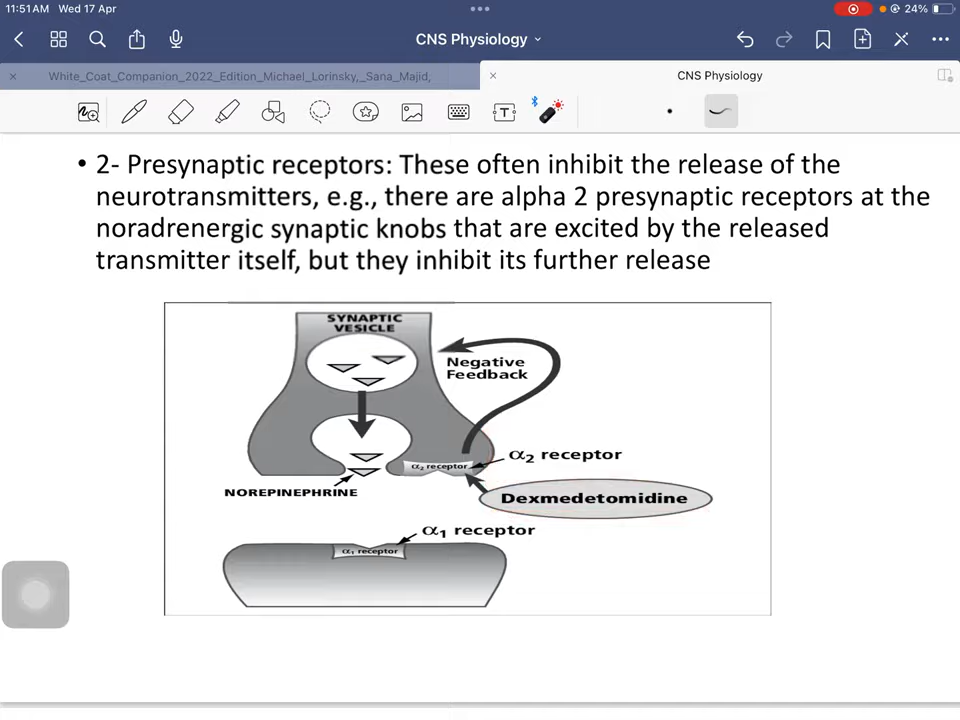 11:51 AM Wed 17 Apr
24%
CNS Physiology
White_Coat_Companion_2022_Edition_Michael_Lorinsky,_Sana_Majid,
CNS Physiology
T
• 2- Presynaptic receptors: These often inhibit the release of the
neurotransmitters, e.g., there are alpha 2 presynaptic receptors at the
noradrenergic synaptic knobs that are excited by the released
transmitter itself, but they inhibit its further release
SYNAPTIC
VESICLE
Negative
Feedback
α2 receptor
α2 receptor
NOREPINEPHRINE
Dexmedetomidine
α1 receptor
α1 receptor